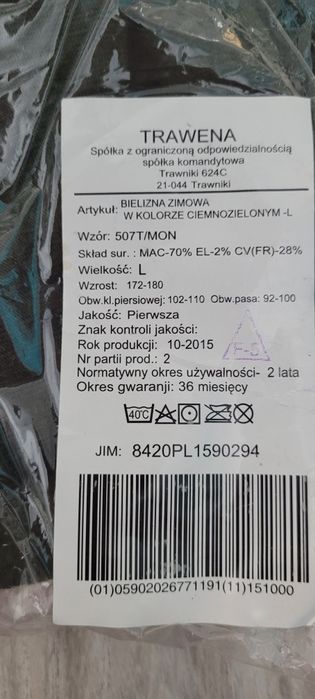 TRAWENA
Spółka z ograniczoną odpowiedzialnością
spółka komandytowa
Trawniki 624C
21-044 Trawniki
Artykuł: BIELIZNA ZIMOWA
W KOLORZE CIEMNOZIELONYM -L
Wzór: 507T/MON
Skład sur. : MAC-70% EL-2% CV(FR)-28%
Wielkość: L
Wzrost: 172-180
Obw.kl.piersiowej: 102-110 Obw.pasa: 92-100
Jakość: Pierwsza
Znak kontroli jakości:
F-5
Rok produkcji: 10-2015
Nr partii prod.: 2
Normatywny okres używalności- 2 lata
Okres gwaranji: 36 miesięcy
40°C
JIM: 8420PL1590294
(01)05902026771191(11)151000